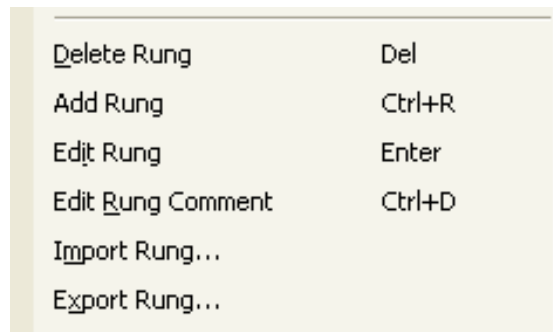 Delete Rung Del
Add Rung Ctrl+R
Edit Rung Enter
Edit Rung Comment Ctrl+D
Import Rung...
Export Rung...